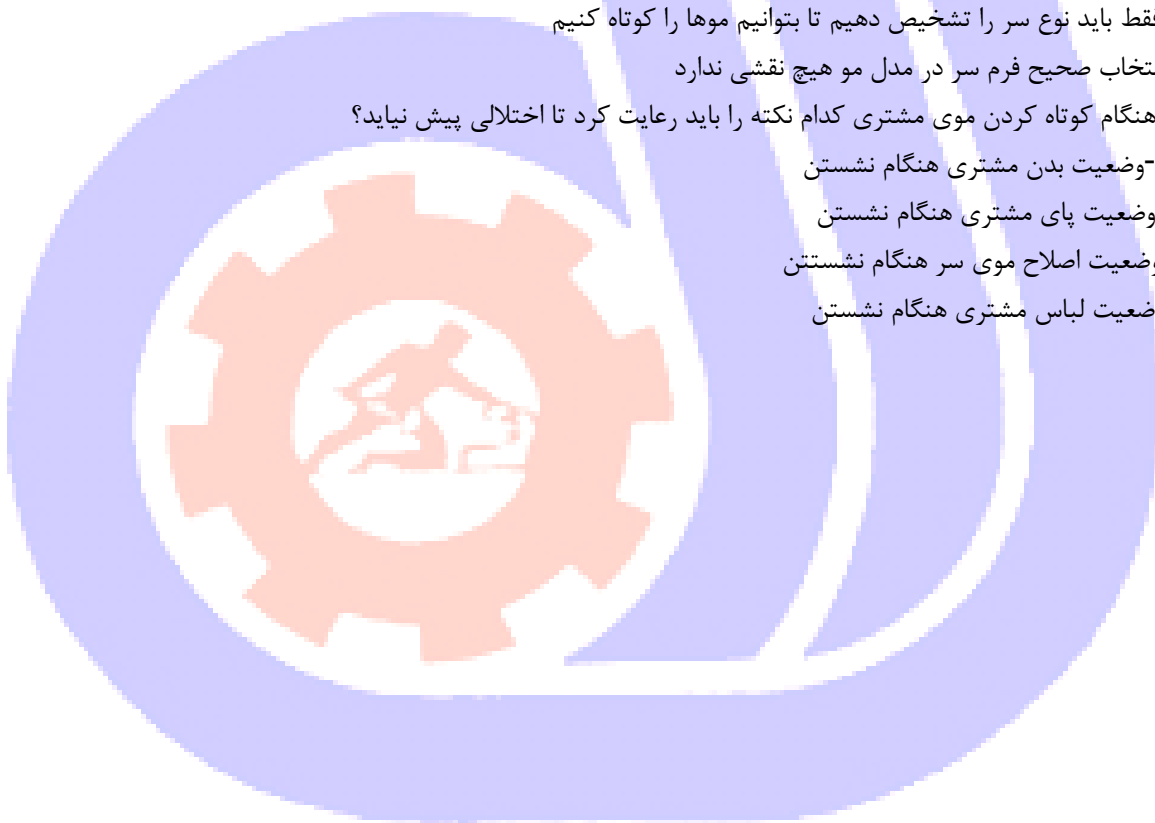 فقط باید نوع سر را تشخیص دهیم تا بتوانیم موها را کوتاه کنیم
نتخاب صحیح فرم سر در مدل مو هیچ نقشی ندارد
هنگام کوتاه کردن موی مشتری کدام نکته را باید رعایت کرد تا اختلالی پیش نیاید؟
-وضعیت بدن مشتری هنگام نشستن
وضعیت پای مشتری هنگام نشستن
وضعیت اصلاح موی سر هنگام نشستتن
ضعیت لباس مشتری هنگام نشستن